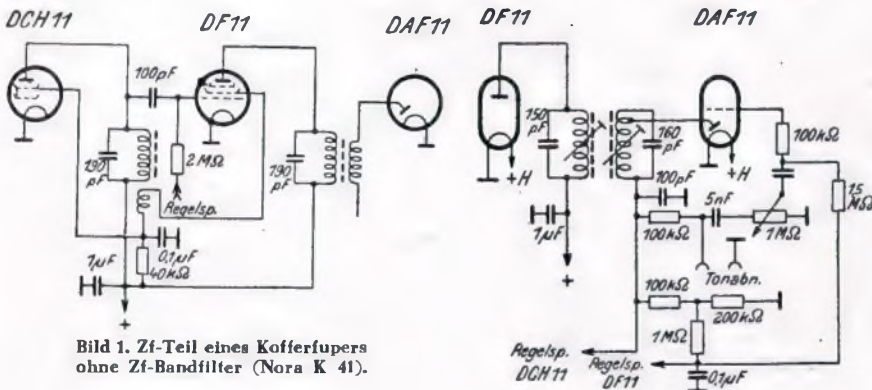 DCH11
DF11
DAF11
100pF
190 pF
2MΩ
Regelsp.
190 pF
0,1µF
40kΩ
1µF
+
Bild 1. Zf-Teil eines Kofferfupers
ohne Zf-Bandfilter (Nora K 41).
DF11
DAF11
150 pF
160 pF
+H
+H
100kΩ
100pF
1µF
+
100kΩ
5nF
1MΩ
15 MΩ
Tonabn.
100kΩ
200kΩ
1MΩ
Regelsp.
DCH11
Regelsp.
DF11
0,1µF